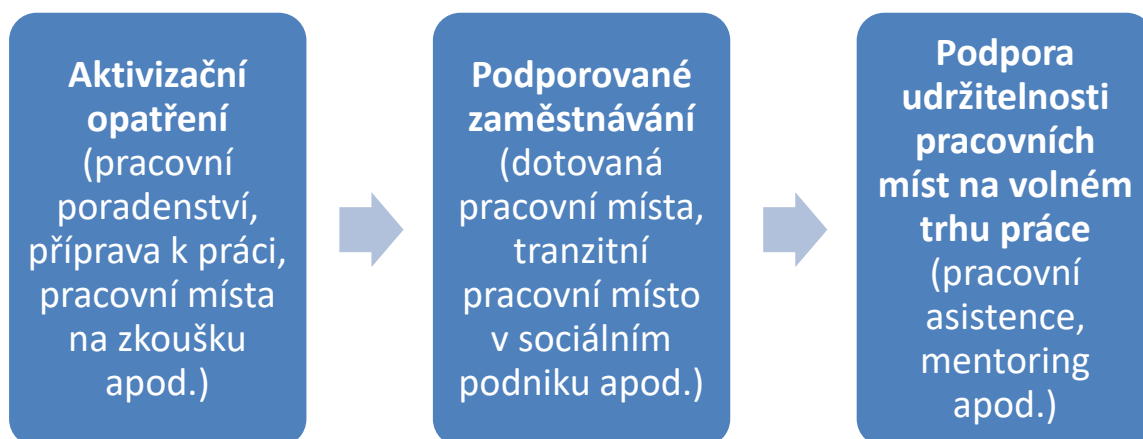 Aktivizační
opatření
(pracovní
poradenství,
příprava k práci,
pracovní místa
na zkoušku
apod.)
Podporované
zaměstnávání
(dotovaná
pracovní místa,
tranzitní
pracovní místo
v sociálním
podniku apod.)
Podpora
udržitelnosti
pracovních
míst na volném
trhu práce
(pracovní
asistence,
mentoring
apod.)